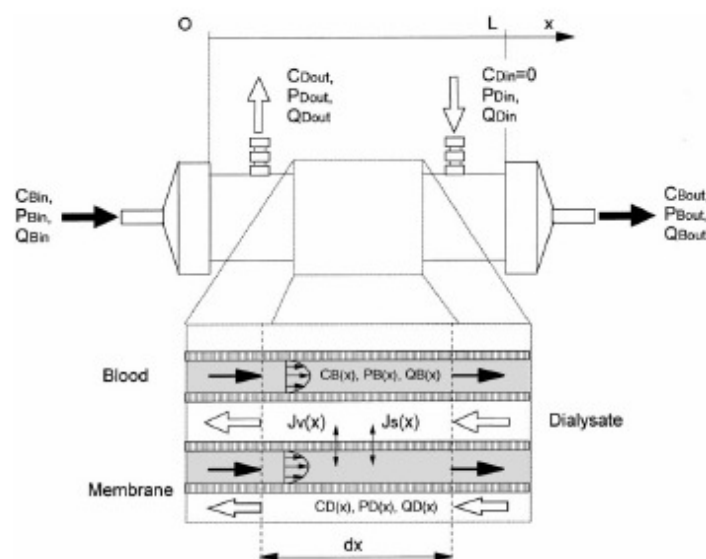 O L x
CDout,
PDout,
QDout
CDin=0
PDin,
QDin
CBin,
PBin,
QBin
CBout,
PBout,
QBout
Blood
CB(x), PB(x), QB(x)
Jv(x) Js(x)
Dialysate
Membrane
CD(x), PD(x), QD(x)
dx